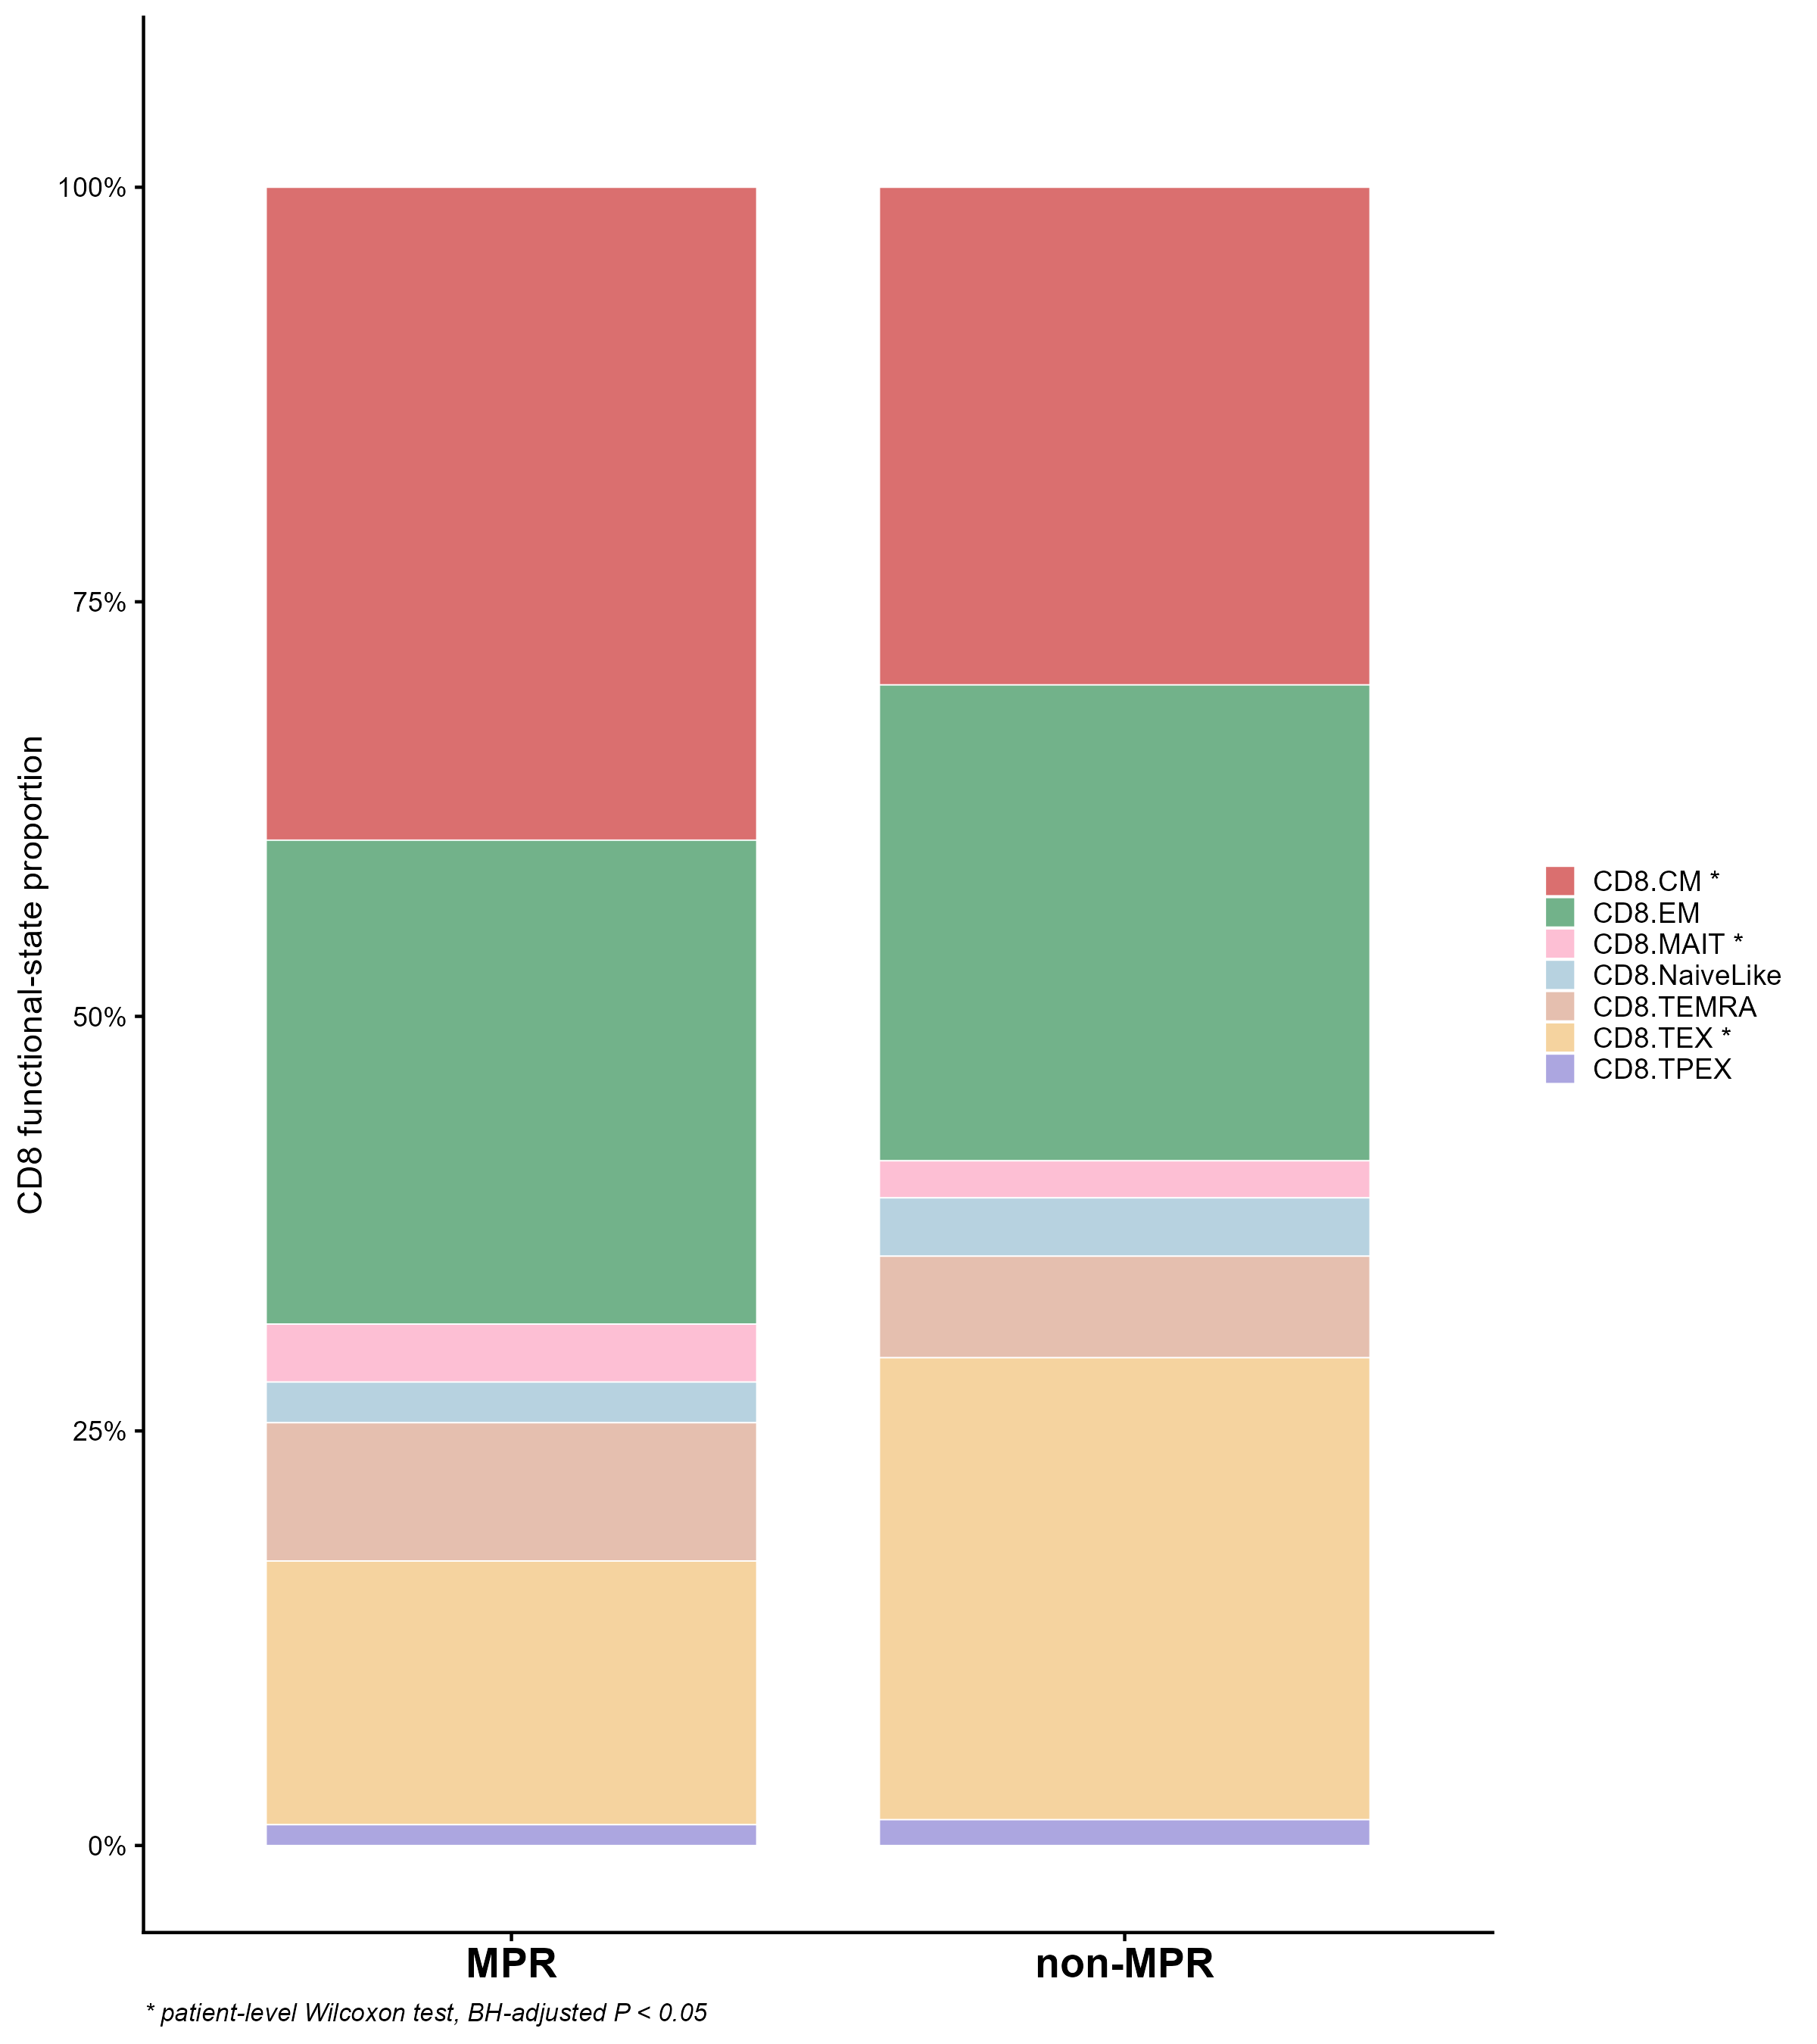 100%
75%
50%
25%
0%
CD8 functional-state proportion
CD8.CM *
CD8.EM
CD8.MAIT *
CD8.NaiveLike
CD8.TEMRA
CD8.TEX *
CD8.TPEX
MPR
non-MPR
* patient-level Wilcoxon test, BH-adjusted P < 0.05